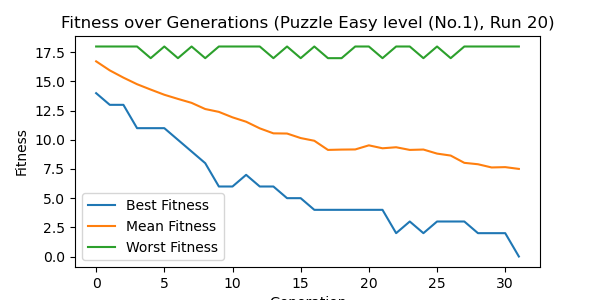 Fitness over Generations (Puzzle Easy level (No.1), Run 20)
Fitness
17.5
15.0
12.5
10.0
7.5
5.0
2.5
0.0
Best Fitness
Mean Fitness
Worst Fitness
0 5 10 15 20 25 30
Generation